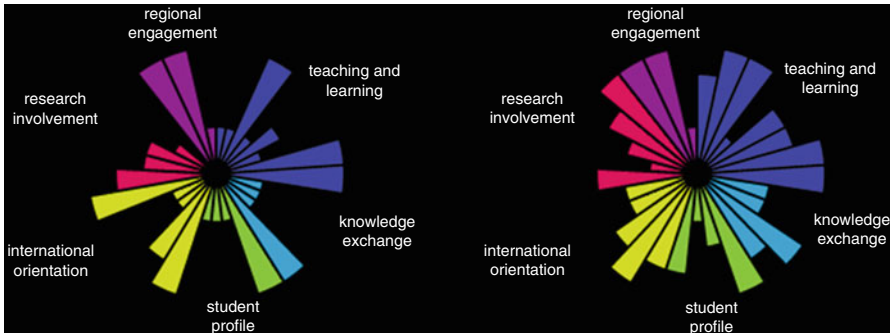 regional
engagement
teaching and
learning
research
involvement
knowledge
exchange
international
orientation
student
profile
regional
engagement
teaching and
learning
research
involvement
knowledge
exchange
international
orientation
student
profile